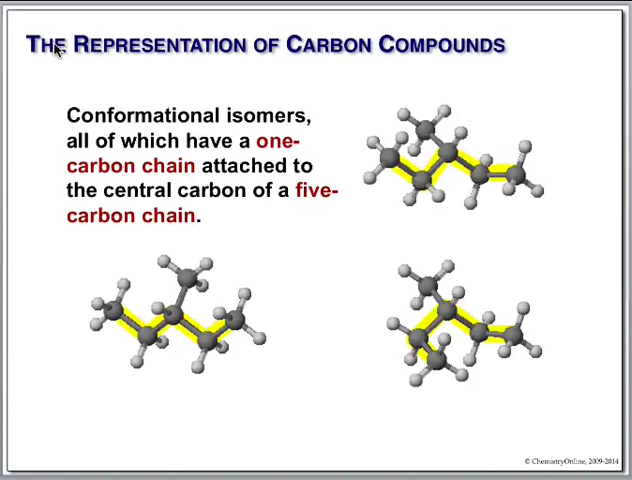 THE REPRESENTATION OF CARBON COMPOUNDS
Conformational isomers,
all of which have a one-
carbon chain attached to
the central carbon of a five-
carbon chain.
© ChemistryOnline, 2009-2014